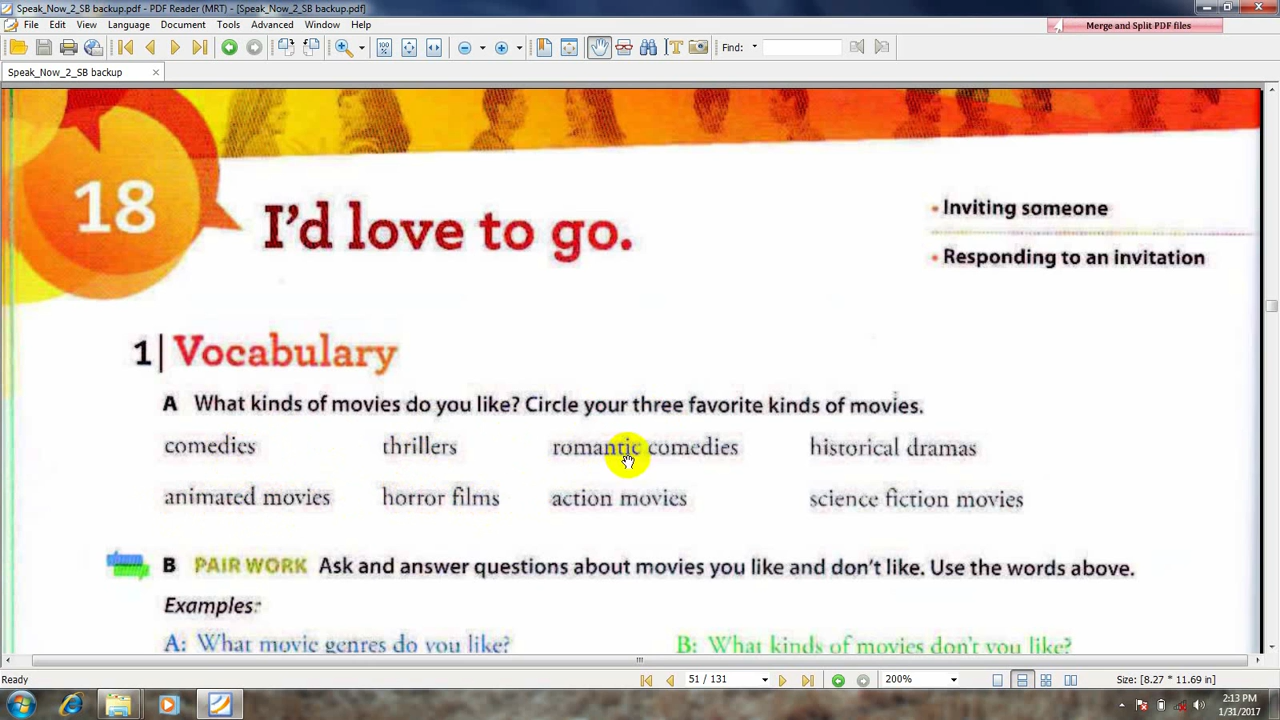 Speak_Now_2_SB backup.pdf - PDF Reader (MRT) - [Speak_Now_2_SB backup.pdf]
File Edit View Language Document Tools Advanced Window Help
Merge and Split PDF files
Find:
Speak_Now_2_SB backup
18
I'd love to go.
• Inviting someone
• Responding to an invitation
1 | Vocabulary
A What kinds of movies do you like? Circle your three favorite kinds of movies.
comedies thrillers romantic comedies historical dramas
animated movies horror films action movies science fiction movies
B PAIR WORK Ask and answer questions about movies you like and don't like. Use the words above.
Examples:
A: What movie genres do you like? B: What kinds of movies don't you like?
Ready 51 / 131 200% Size: [8.27 * 11.69 in]
2:13 PM
1/31/2017